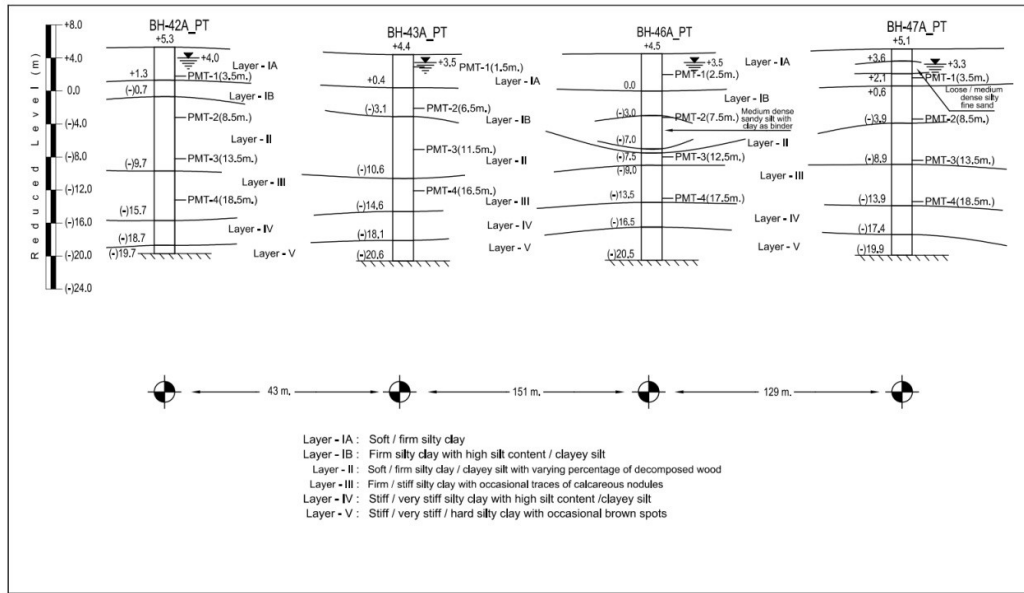 Reduced Level (m)
+8.0
+4.0
0.0
(-)4.0
(-)8.0
(-)12.0
(-)16.0
(-)20.0
(-)24.0
BH-42A_PT
+5.3
+4.0
Layer - IA
+1.3
PMT-1(3.5m.)
(-)0.7
Layer - IB
PMT-2(8.5m.)
Layer - II
PMT-3(13.5m.)
(-)9.7
Layer - III
PMT-4(18.5m.)
(-)15.7
Layer - IV
(-)18.7
Layer - V
(-)19.7
BH-43A_PT
+4.4
+3.5
PMT-1(1.5m.)
+0.4
Layer - IA
PMT-2(6.5m.)
(-)3.1
Layer - IB
PMT-3(11.5m.)
Layer - II
(-)10.6
PMT-4(16.5m.)
Layer - III
(-)14.6
Layer - IV
(-)18.1
Layer - V
(-)20.6
BH-46A_PT
+4.5
+3.5
Layer - IA
PMT-1(2.5m.)
0.0
Layer - IB
Medium dense
sandy silt with
clay as binder
(-)3.0
PMT-2(7.5m.)
(-)7.0
Layer - II
(-)7.5
PMT-3(12.5m.)
(-)9.0
Layer - III
(-)13.5
PMT-4(17.5m.)
(-)16.5
Layer - IV
Layer - V
(-)20.5
BH-47A_PT
+5.1
+3.6
+3.3
+2.1
PMT-1(3.5m.)
Loose / medium
dense silty
fine sand
+0.6
(-)3.9
PMT-2(8.5m.)
(-)8.9
PMT-3(13.5m.)
(-)13.9
PMT-4(18.5m.)
(-)17.4
(-)19.9
43 m.
151 m.
129 m.
Layer - IA : Soft / firm silty clay
Layer - IB : Firm silty clay with high silt content / clayey silt
Layer - II : Soft / firm silty clay / clayey silt with varying percentage of decomposed wood
Layer - III : Firm / stiff silty clay with occasional traces of calcareous nodules
Layer - IV : Stiff / very stiff silty clay with high silt content /clayey silt
Layer - V : Stiff / very stiff / hard silty clay with occasional brown spots